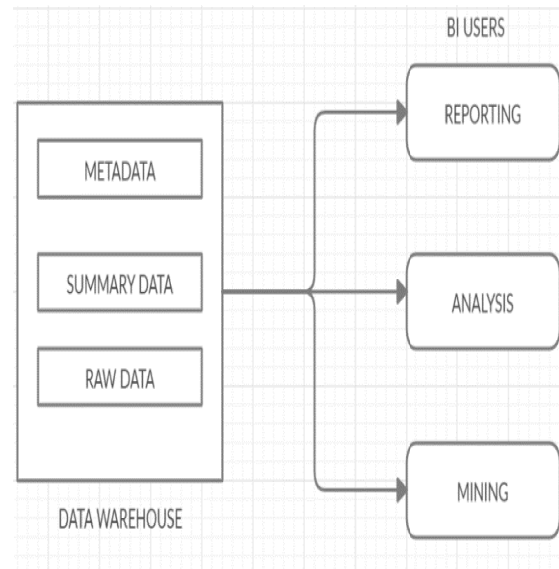 BI USERS
REPORTING
METADATA
SUMMARY DATA
ANALYSIS
RAW DATA
MINING
DATA WAREHOUSE